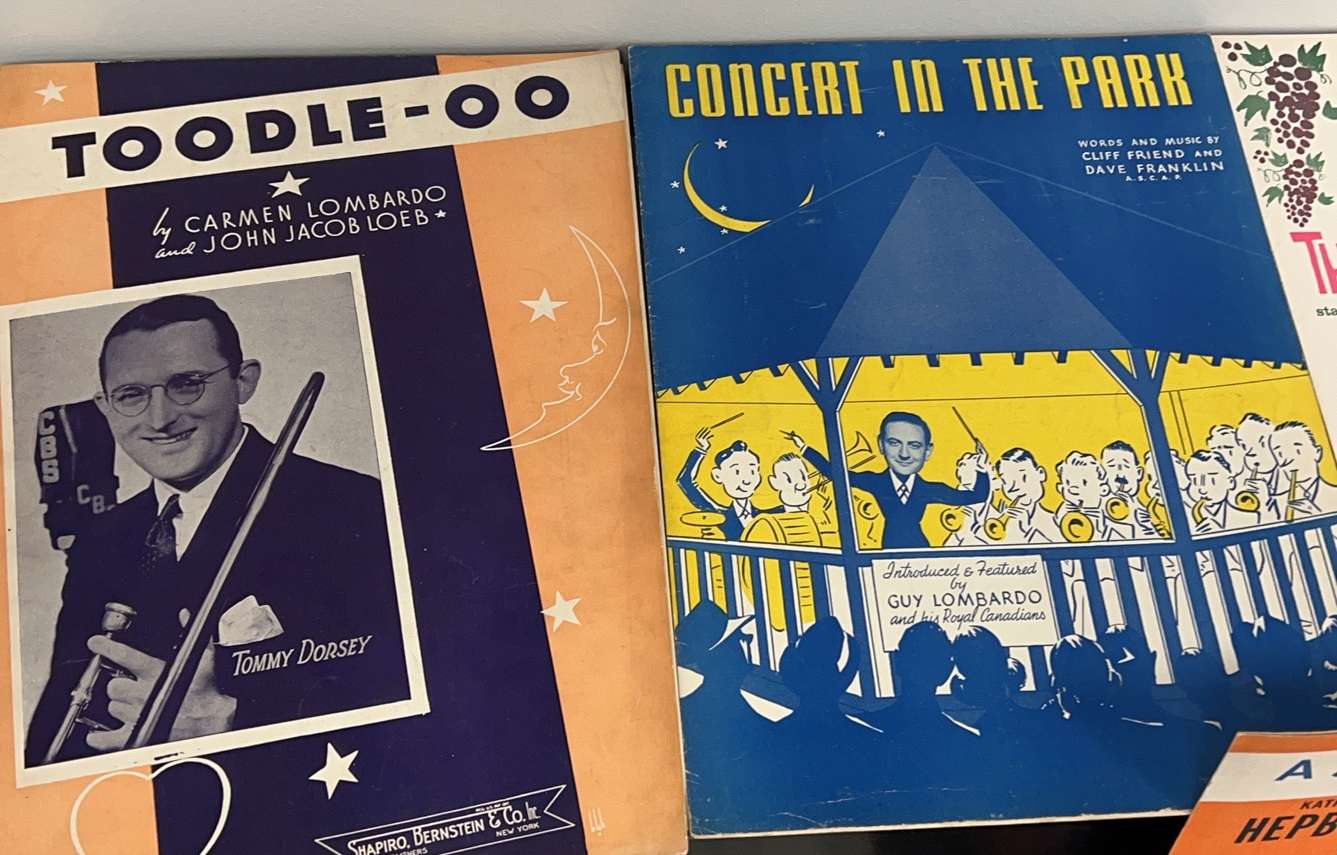 TOODLE-OO
by CARMEN LOMBARDO
and JOHN JACOB LOEB
CBS
TOMMY DORSEY
SHAPIRO, BERNSTEIN & CO. Inc.
NEW YORK
CONCERT IN THE PARK
WORDS AND MUSIC BY
CLIFF FRIEND AND
DAVE FRANKLIN
A.S.C.A.P.
Introduced & Featured
by
GUY LOMBARDO
and his Royal Canadians
A